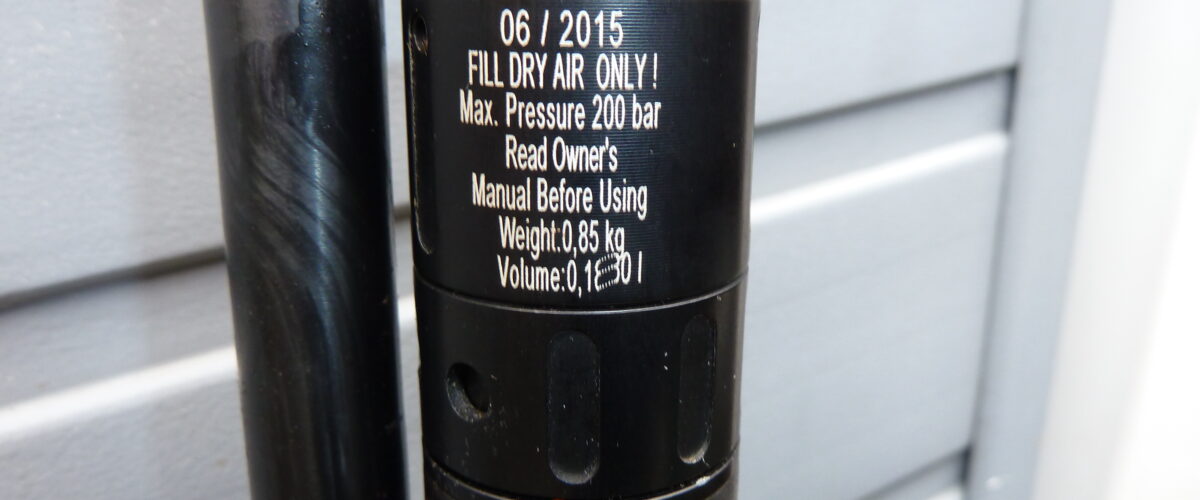 06 / 2015
FILL DRY AIR ONLY !
Max. Pressure 200 bar
Read Owner's
Manual Before Using
Weight:0,85 kg
Volume: